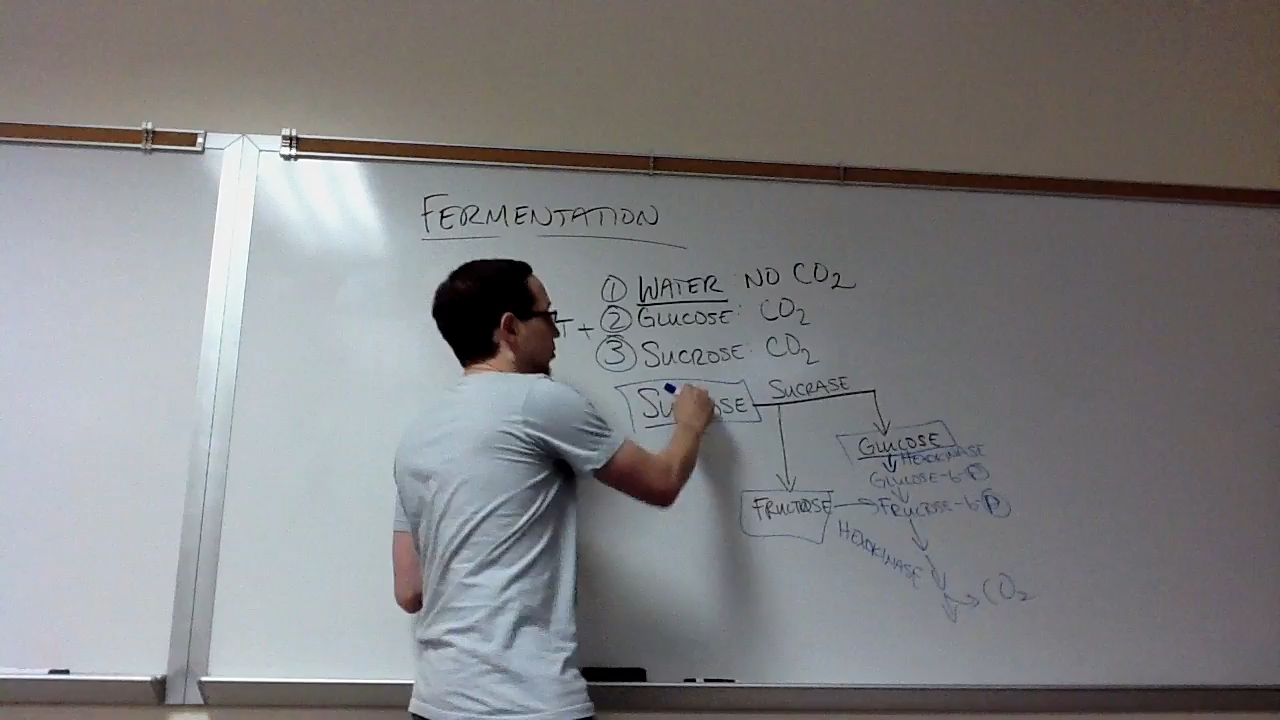 FERMENTATION
① WATER: NO CO2
T + ② GLUCOSE: CO2
③ SUCROSE: CO2
SUCRASE
GLUCOSE
HEXOKINASE
GLUCOSE-6-Ⓟ
FRUCTOSE → FRUCOSE-6-Ⓟ
HEXOKINASE
CO2